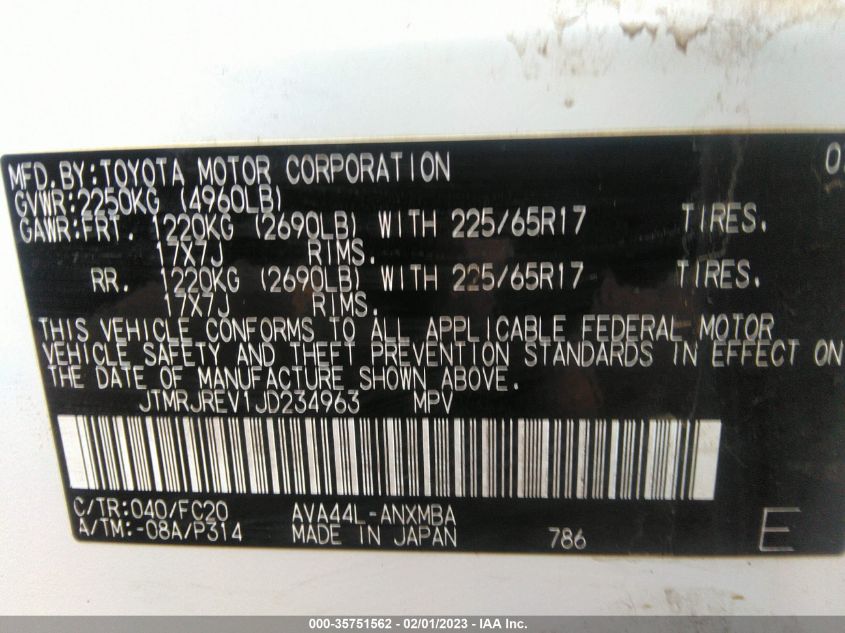 MFD.BY:TOYOTA MOTOR CORPORATION
GVWR:2250KG (4960LB)
GAWR:FRT. 1220KG (2690LB) WITH 225/65R17 TIRES.
17X7J RIMS.
RR. 1220KG (2690LB) WITH 225/65R17 TIRES.
17X7J RIMS.
THIS VEHICLE CONFORMS TO ALL APPLICABLE FEDERAL MOTOR
VEHICLE SAFETY AND THEFT PREVENTION STANDARDS IN EFFECT ON
THE DATE OF MANUFACTURE SHOWN ABOVE.
JTMRJREV1JD234963 MPV
C/TR:040/FC20 AVA44L-ANXMBA
A/TM:-08A/P314 MADE IN JAPAN 786 E
000-35751562 - 02/01/2023 - IAA Inc.